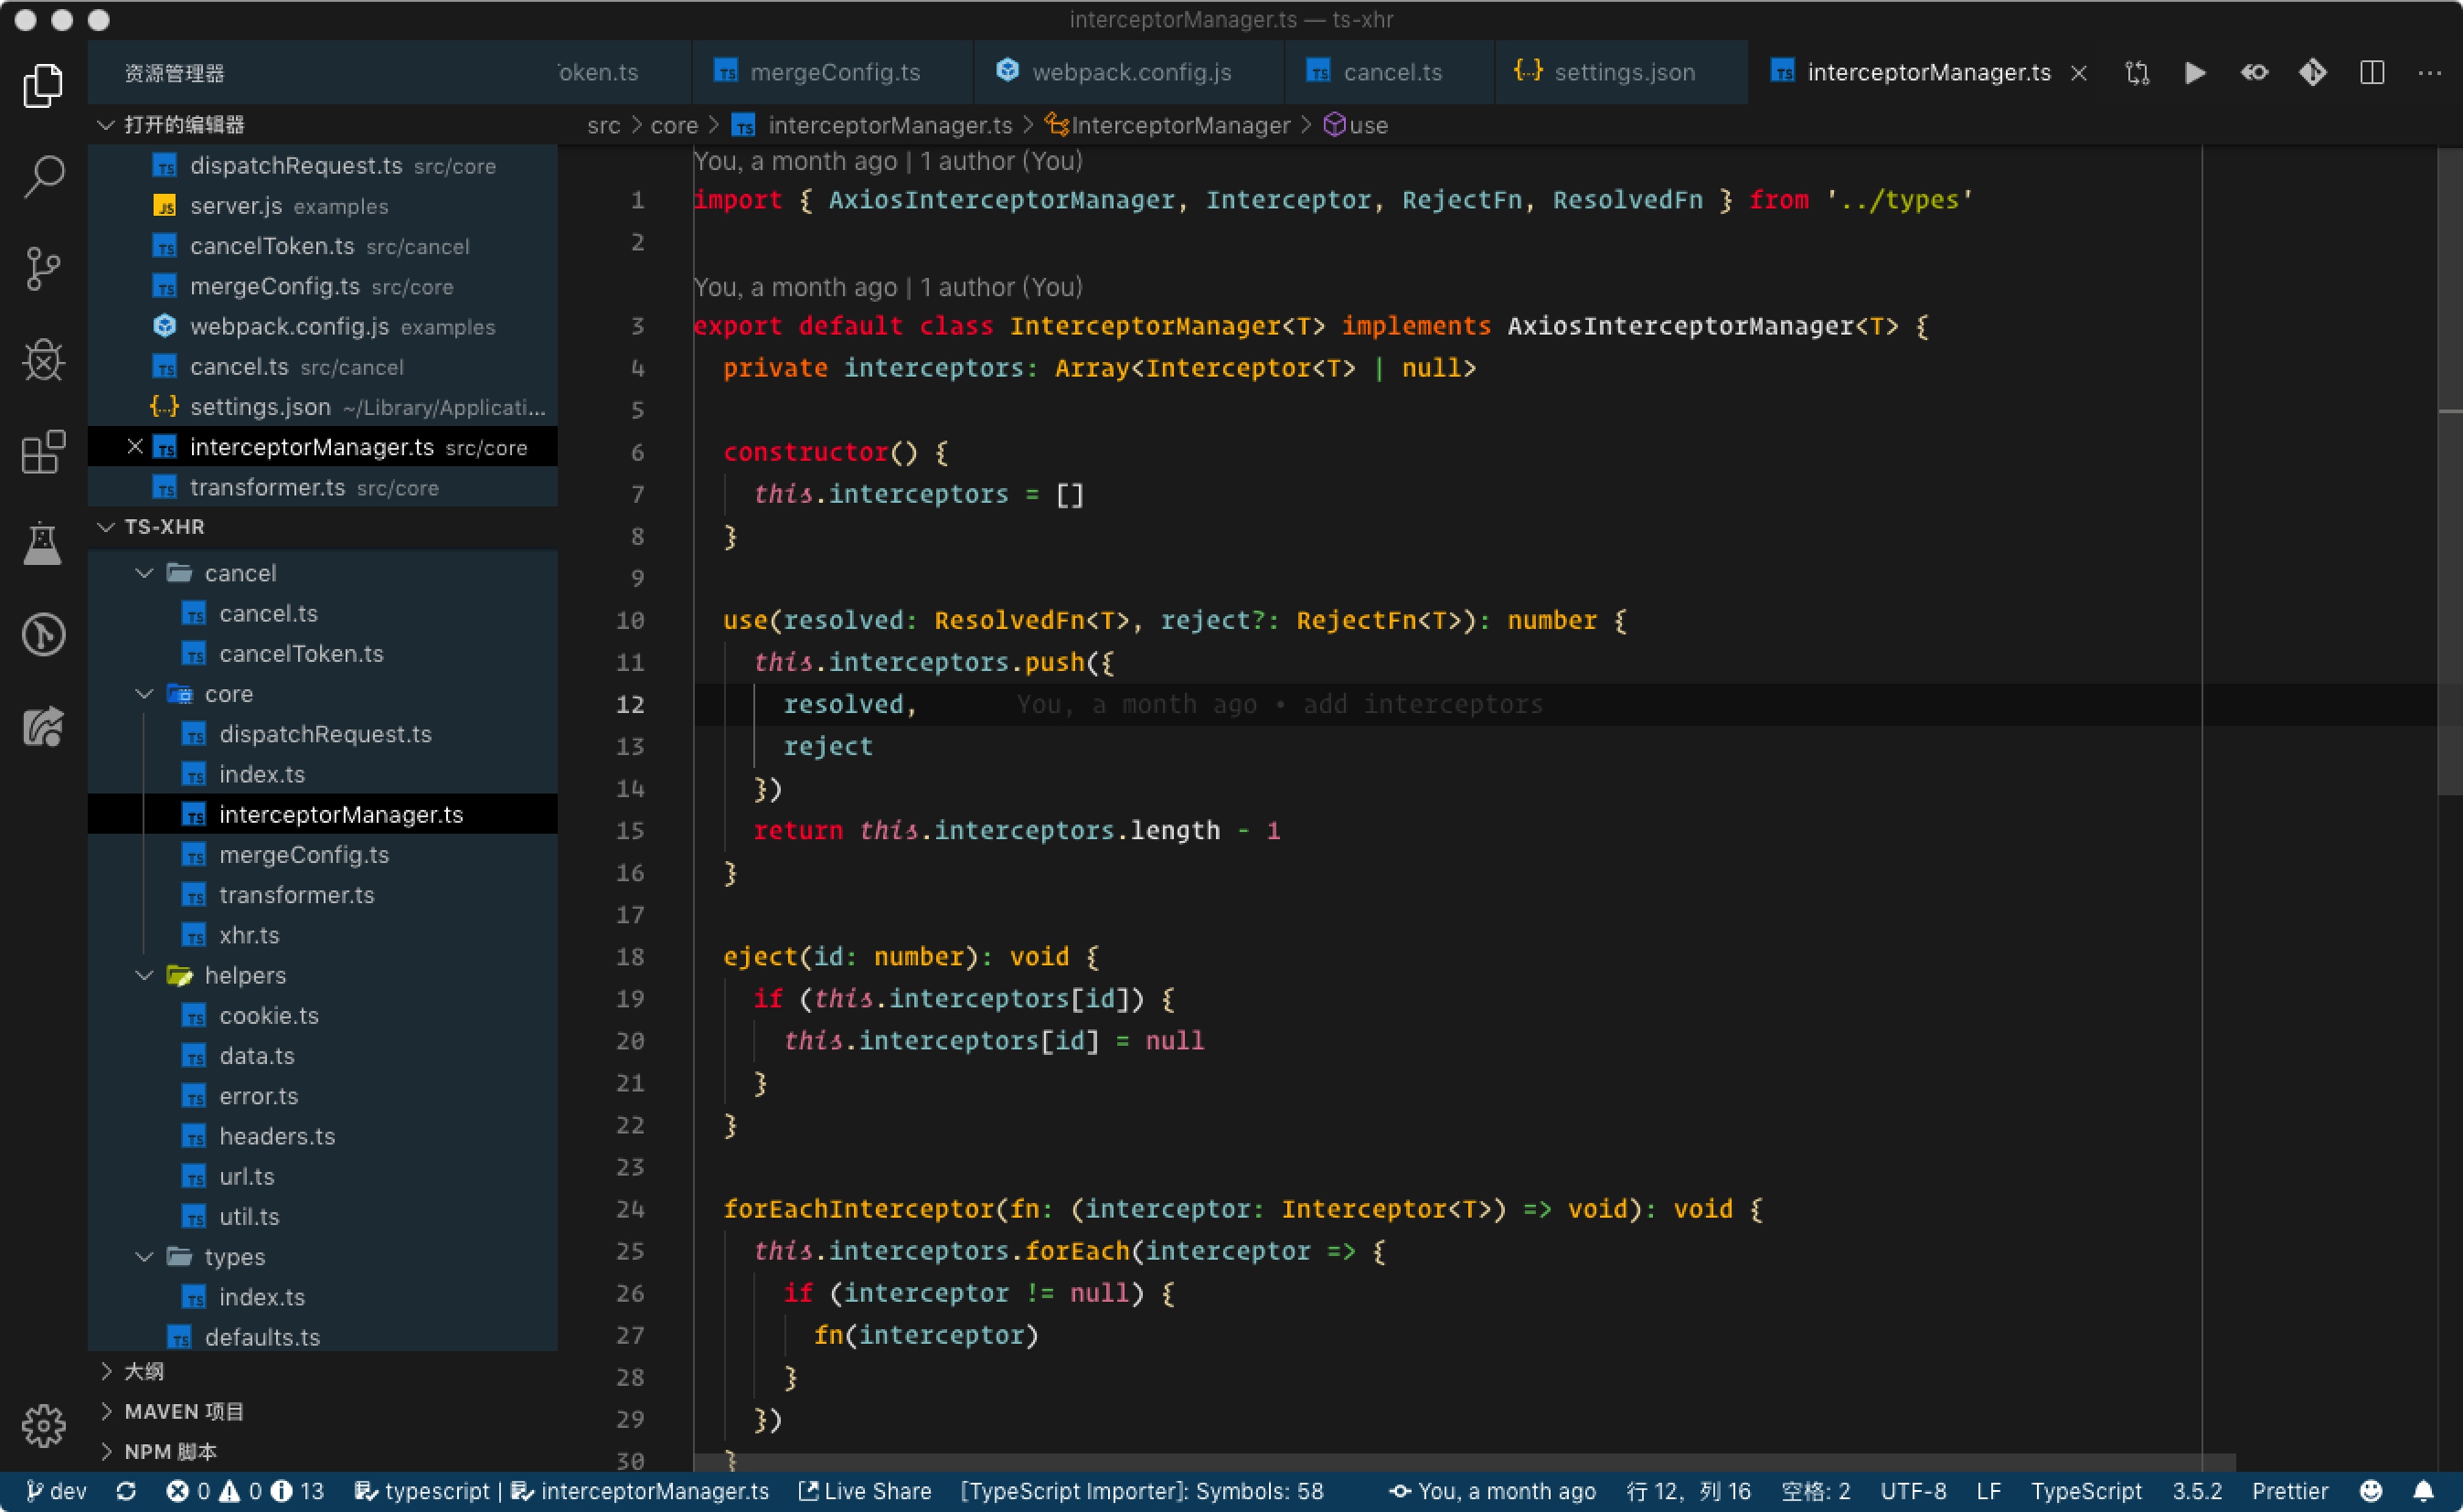 interceptorManager.ts — ts-xhr
资源管理器
oken.ts
mergeConfig.ts
webpack.config.js
cancel.ts
settings.json
interceptorManager.ts
打开的编辑器
dispatchRequest.ts src/core
server.js examples
cancelToken.ts src/cancel
mergeConfig.ts src/core
webpack.config.js examples
cancel.ts src/cancel
settings.json ~/Library/Applicati...
interceptorManager.ts src/core
transformer.ts src/core
TS-XHR
cancel
cancel.ts
cancelToken.ts
core
dispatchRequest.ts
index.ts
interceptorManager.ts
mergeConfig.ts
transformer.ts
xhr.ts
helpers
cookie.ts
data.ts
error.ts
headers.ts
url.ts
util.ts
types
index.ts
defaults.ts
大纲
MAVEN 项目
NPM 脚本
src > core > TS interceptorManager.ts > InterceptorManager > use
You, a month ago | 1 author (You)
1 import { AxiosInterceptorManager, Interceptor, RejectFn, ResolvedFn } from '../types'
2
You, a month ago | 1 author (You)
3 export default class InterceptorManager<T> implements AxiosInterceptorManager<T> {
4 private interceptors: Array<Interceptor<T> | null>
5
6 constructor() {
7 this.interceptors = []
8 }
9
10 use(resolved: ResolvedFn<T>, reject?: RejectFn<T>): number {
11 this.interceptors.push({
12 resolved, You, a month ago • add interceptors
13 reject
14 })
15 return this.interceptors.length - 1
16 }
17
18 eject(id: number): void {
19 if (this.interceptors[id]) {
20 this.interceptors[id] = null
21 }
22 }
23
24 forEachInterceptor(fn: (interceptor: Interceptor<T>) => void): void {
25 this.interceptors.forEach(interceptor => {
26 if (interceptor != null) {
27 fn(interceptor)
28 }
29 })
30 }
dev 0 0 13 typescript | interceptorManager.ts Live Share [TypeScript Importer]: Symbols: 58 You, a month ago 行 12, 列 16 空格: 2 UTF-8 LF TypeScript 3.5.2 Prettier